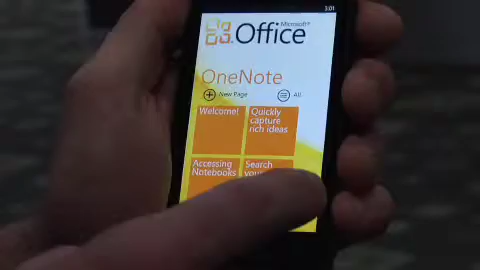 3:01
Microsoft®
Office
OneNote
New Page
All
Welcome!
Quickly
capture
rich ideas
Accessing
Notebooks
Search